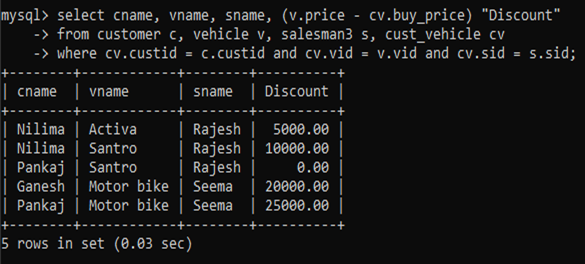 mysql> select cname, vname, sname, (v.price - cv.buy_price) "Discount"
    -> from customer c, vehicle v, salesman3 s, cust_vehicle cv
    -> where cv.custid = c.custid and cv.vid = v.vid and cv.sid = s.sid;
+--------+------------+--------+----------+
| cname  | vname      | sname  | Discount |
+--------+------------+--------+----------+
| Nilima | Activa     | Rajesh |  5000.00 |
| Nilima | Santro     | Rajesh | 10000.00 |
| Pankaj | Santro     | Rajesh |     0.00 |
| Ganesh | Motor bike | Seema  | 20000.00 |
| Pankaj | Motor bike | Seema  | 25000.00 |
+--------+------------+--------+----------+
5 rows in set (0.03 sec)